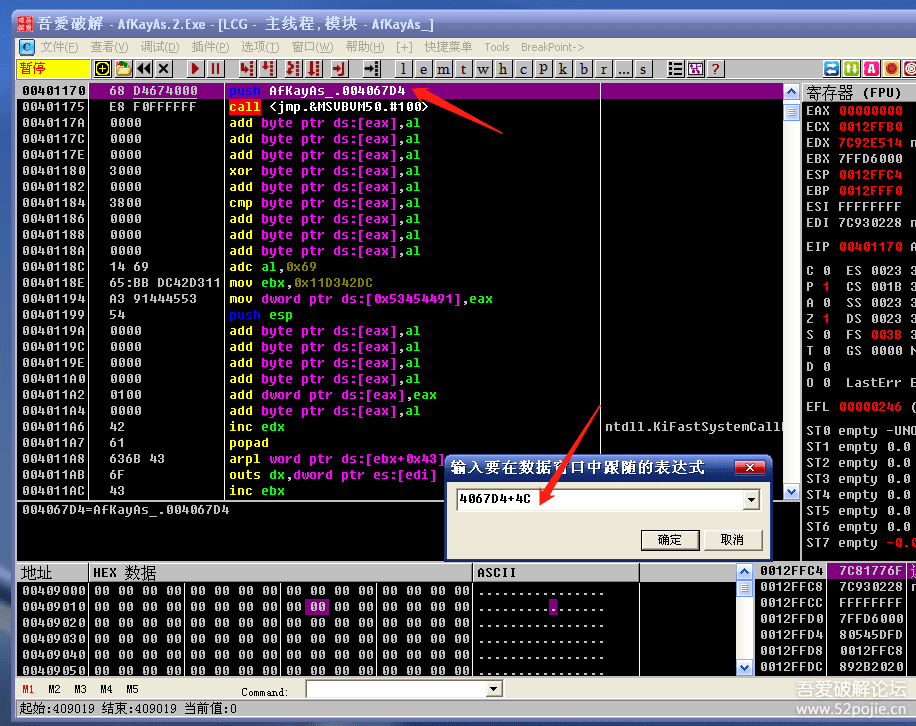 吾爱破解 - AfKayAs.2.Exe - [LCG - 主线程,模块 - AfKayAs_]
文件(F) 查看(V) 调试(D) 插件(P) 选项(T) 窗口(W) 帮助(H) [+] 快捷菜单 Tools BreakPoint->
暂停 l e m t w h c p k b r ... s ?
00401170 68 D4674000 push AfKayAs_.004067D4
00401175 E8 F0FFFFFF call <jmp.&MSVBVM50.#100>
0040117A 0000 add byte ptr ds:[eax],al
0040117C 0000 add byte ptr ds:[eax],al
0040117E 0000 add byte ptr ds:[eax],al
00401180 3000 xor byte ptr ds:[eax],al
00401182 0000 add byte ptr ds:[eax],al
00401184 3800 cmp byte ptr ds:[eax],al
00401186 0000 add byte ptr ds:[eax],al
00401188 0000 add byte ptr ds:[eax],al
0040118A 0000 add byte ptr ds:[eax],al
0040118C 14 69 adc al,0x69
0040118E 65:BB DC42D311 mov ebx,0x11D342DC
00401194 A3 91444553 mov dword ptr ds:[0x53454491],eax
00401199 54 push esp
0040119A 0000 add byte ptr ds:[eax],al
0040119C 0000 add byte ptr ds:[eax],al
0040119E 0000 add byte ptr ds:[eax],al
004011A0 0000 add byte ptr ds:[eax],al
004011A2 0100 add dword ptr ds:[eax],eax
004011A4 0000 add byte ptr ds:[eax],al
004011A6 42 inc edx ntdll.KiFastSystemCall
004011A7 61 popad
004011A8 636B 43 arpl word ptr ds:[ebx+0x43]
004011AB 6F outs dx,dword ptr es:[edi]
004011AC 43 inc ebx
004067D4=AfKayAs_.004067D4
寄存器 (FPU)
EAX 00000000
ECX 0012FFB0
EDX 7C92E514 n
EBX 7FFD6000
ESP 0012FFC4
EBP 0012FFF0
ESI FFFFFFFF
EDI 7C930228 n
EIP 00401170 A
C 0 ES 0023 3
P 1 CS 001B 3
A 0 SS 0023 3
Z 1 DS 0023 3
S 0 FS 003B 3
T 0 GS 0000 N
D 0
O 0 LastErr E
EFL 00000246 (
ST0 empty -UNO
ST1 empty 0.0
ST2 empty 0.0
ST3 empty 0.0
ST4 empty 0.0
ST5 empty 0.0
ST6 empty 0.0
ST7 empty -0.0
输入要在数据窗口中跟随的表达式
4067D4+4C
确定 取消
地址 HEX 数据 ASCII
00409000 00 00 00 00 00 00 00 00 00 00 00 00 00 00 00 00 ................
00409010 00 00 00 00 00 00 00 00 00 00 00 00 00 00 00 00 ................
00409020 00 00 00 00 00 00 00 00 00 00 00 00 00 00 00 00 ................
00409030 00 00 00 00 00 00 00 00 00 00 00 00 00 00 00 00 ................
00409040 00 00 00 00 00 00 00 00 00 00 00 00 00 00 00 00 ................
00409050 00 00 00 00 00 00 00 00 00 00 00 00 00 00 00 00 ................
0012FFC4 7C81776F
0012FFC8 7C930228 n
0012FFCC FFFFFFFF
0012FFD0 7FFD6000
0012FFD4 80545DFD
0012FFD8 0012FFC8
0012FFDC 892B2020
M1 M2 M3 M4 M5 Command:
起始:409019 结束:409019 当前值:0
吾爱破解论坛
www.52pojie.cn